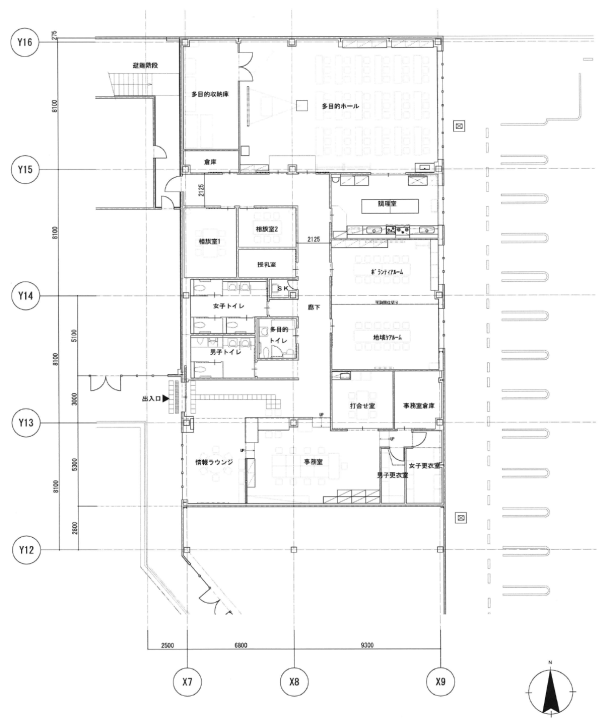 Y16
275
避難階段
多目的収納庫
多目的ホール
8100
倉庫
Y15
2125
調理室
相談室1
相談室2
2125
授乳室
ボランティアルーム
8100
SK
Y14
女子トイレ
廊下
多目的
トイレ
地域ケアルーム
男子トイレ
5100
8100
出入口
打合せ室
事務室倉庫
3000
UP
Y13
UP
UP
情報ラウンジ
事務室
男子更衣室
女子更衣室
5300
8100
2600
Y12
2500
6800
9300
X7
X8
X9
N